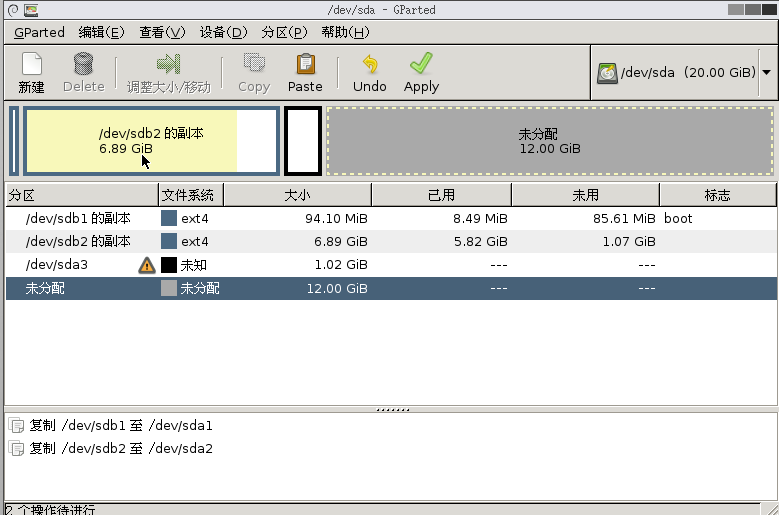 /dev/sda - GParted
GParted 编辑(E) 查看(V) 设备(D) 分区(P) 帮助(H)
新建 Delete 调整大小/移动 Copy Paste Undo Apply /dev/sda (20.00 GiB)
/dev/sdb2 的副本
6.89 GiB
未分配
12.00 GiB
分区 文件系统 大小 已用 未用 标志
/dev/sdb1 的副本 ext4 94.10 MiB 8.49 MiB 85.61 MiB boot
/dev/sdb2 的副本 ext4 6.89 GiB 5.82 GiB 1.07 GiB
/dev/sda3 未知 1.02 GiB --- ---
未分配 未分配 12.00 GiB --- ---
复制 /dev/sdb1 至 /dev/sda1
复制 /dev/sdb2 至 /dev/sda2
2 个操作待进行